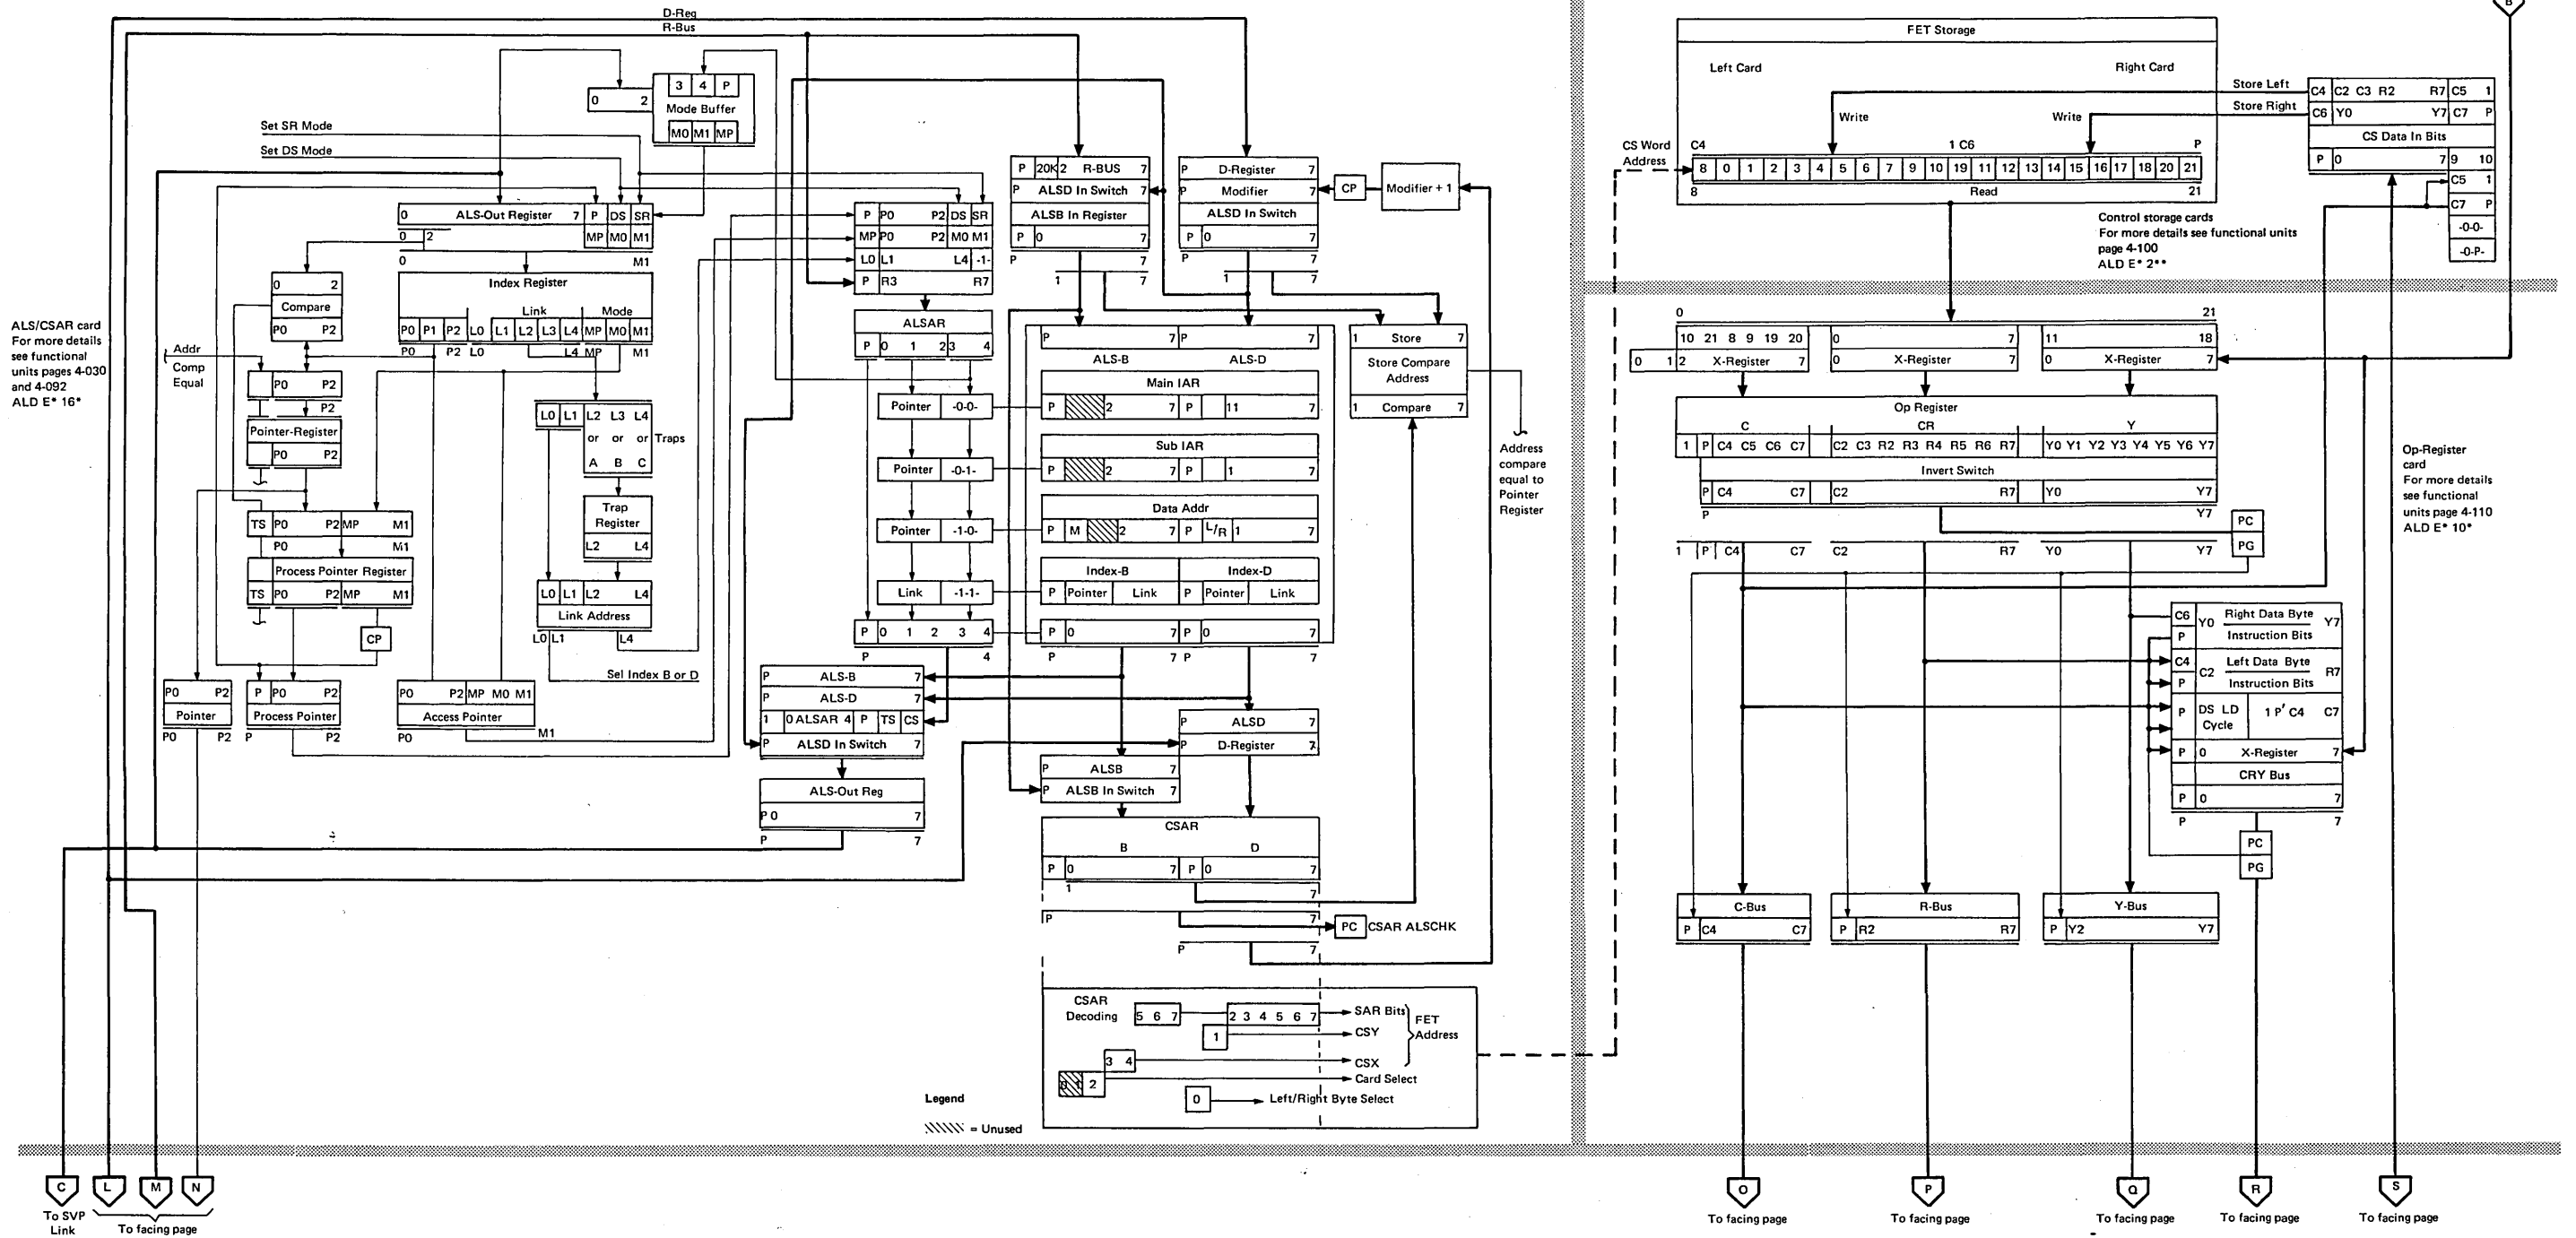 D-Reg
R-Bus
3 4 P
0 2
Mode Buffer
M0 M1 MP
Set SR Mode
Set DS Mode
0 ALS-Out Register 7 P DS SR
0 2 MP M0 M1
0 M1
Index Register
Link Mode
P0 P1 P2 L0 L1 L2 L3 L4 MP M0 M1
P0 P2 L0 L4 MP M1
0 2
Compare
P0 P2
ALS/CSAR card
For more details
see functional
units pages 4-030
and 4-092
ALD E* 16*
Addr
Comp
Equal
P0 P2
P2
Pointer-Register
P0 P2
TS P0 P2 MP M1
P0 M1
Process Pointer Register
TS P0 P2 MP M1
CP
L0 L1 L2 L3 L4
or or or Traps
A B C
Trap
Register
L2 L4
L0 L1 L2 L4
Link Address
L0 L1 L4
Sel Index B or D
P0 P2
Pointer
P0 P2
P P0 P2
Process Pointer
P P2
P0 P2 MP M0 M1
Access Pointer
P0 M1
P P0 P2 DS SR
MP P0 P2 M0 M1
L0 L1 L4 -1-
P R3 R7
ALSAR
P 0 1 2 3 4
Pointer -0-0-
Pointer -0-1-
Pointer -1-0-
Link -1-1-
P 0 1 2 3 4
P 4
P 20K 2 R-BUS 7
P ALSD In Switch 7
ALSB In Register
P 0 7
P 7
1 7
P D-Register 7
P Modifier 7
ALSD In Switch
P 0 7
P 7
1 7
CP
Modifier + 1
P 7 P 7
ALS-B ALS-D
Main IAR
P 2 7 P 11 7
Sub IAR
P 2 7 P 1 7
Data Addr
P M 2 7 P L/R 1 7
Index-B Index-D
P Pointer Link P Pointer Link
P 0 7 P 0 7
P 7 P 7
1 Store 7
Store Compare
Address
1 Compare 7
Address
compare
equal to
Pointer
Register
P ALS-B 7
P ALS-D 7
1 0 ALSAR 4 P TS CS
P ALSD In Switch 7
ALS-Out Reg
P 0 7
P 7
P ALSD 7
P D-Register 7
P ALSB 7
P ALSB In Switch 7
CSAR
B D
P 0 7 P 0 7
1 7
P 7
PC CSAR ALSCHK
P 7
CSAR
Decoding
5 6 7
2 3 4 5 6 7
SAR Bits
1
CSY
FET
Address
3 4
CSX
2
Card Select
0
Left/Right Byte Select
Legend
= Unused
C
L
M
N
To SVP
Link
To facing page
B
FET Storage
Left Card Right Card
Store Left
Store Right
Write
Write
CS Word
Address
C4 1 C6 P
8 0 1 2 3 4 5 6 7 9 10 19 11 12 13 14 15 16 17 18 20 21
8 Read 21
C4 C2 C3 R2 R7 C5 1
C6 Y0 Y7 C7 P
CS Data In Bits
P 0 7 9 10
C5 1
C7 P
-0-0-
-0-P-
Control storage cards
For more details see functional units
page 4-100
ALD E* 2**
0 21
10 21 8 9 19 20
0 1 2 X-Register 7
0 7
0 X-Register 7
11 18
0 X-Register 7
Op Register
C CR Y
1 P C4 C5 C6 C7 C2 C3 R2 R3 R4 R5 R6 R7 Y0 Y1 Y2 Y3 Y4 Y5 Y6 Y7
Invert Switch
P C4 C7 C2 R7 Y0 Y7
P Y7
PC
PG
1 P C4 C7 C2 R7 Y0 Y7
Op-Register
card
For more details
see functional
units page 4-110
ALD E* 10*
C6 Y0 Right Data Byte Y7
P Instruction Bits
C4 C2 Left Data Byte R7
P Instruction Bits
P DS LD Cycle 1 P' C4 C7
P 0 X-Register 7
CRY Bus
P 0 7
P 7
PC
PG
C-Bus
P C4 C7
R-Bus
P R2 R7
Y-Bus
P Y2 Y7
O
P
Q
R
S
To facing page
To facing page
To facing page
To facing page
To facing page